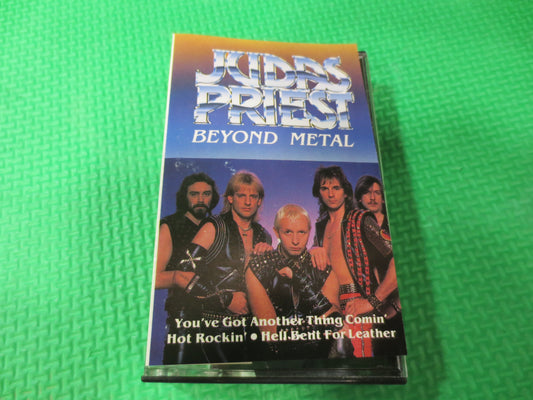 JUDAS
PRIEST
BEYOND METAL
You've Got Another Thing Comin'
Hot Rockin' • Hell Bent For Leather